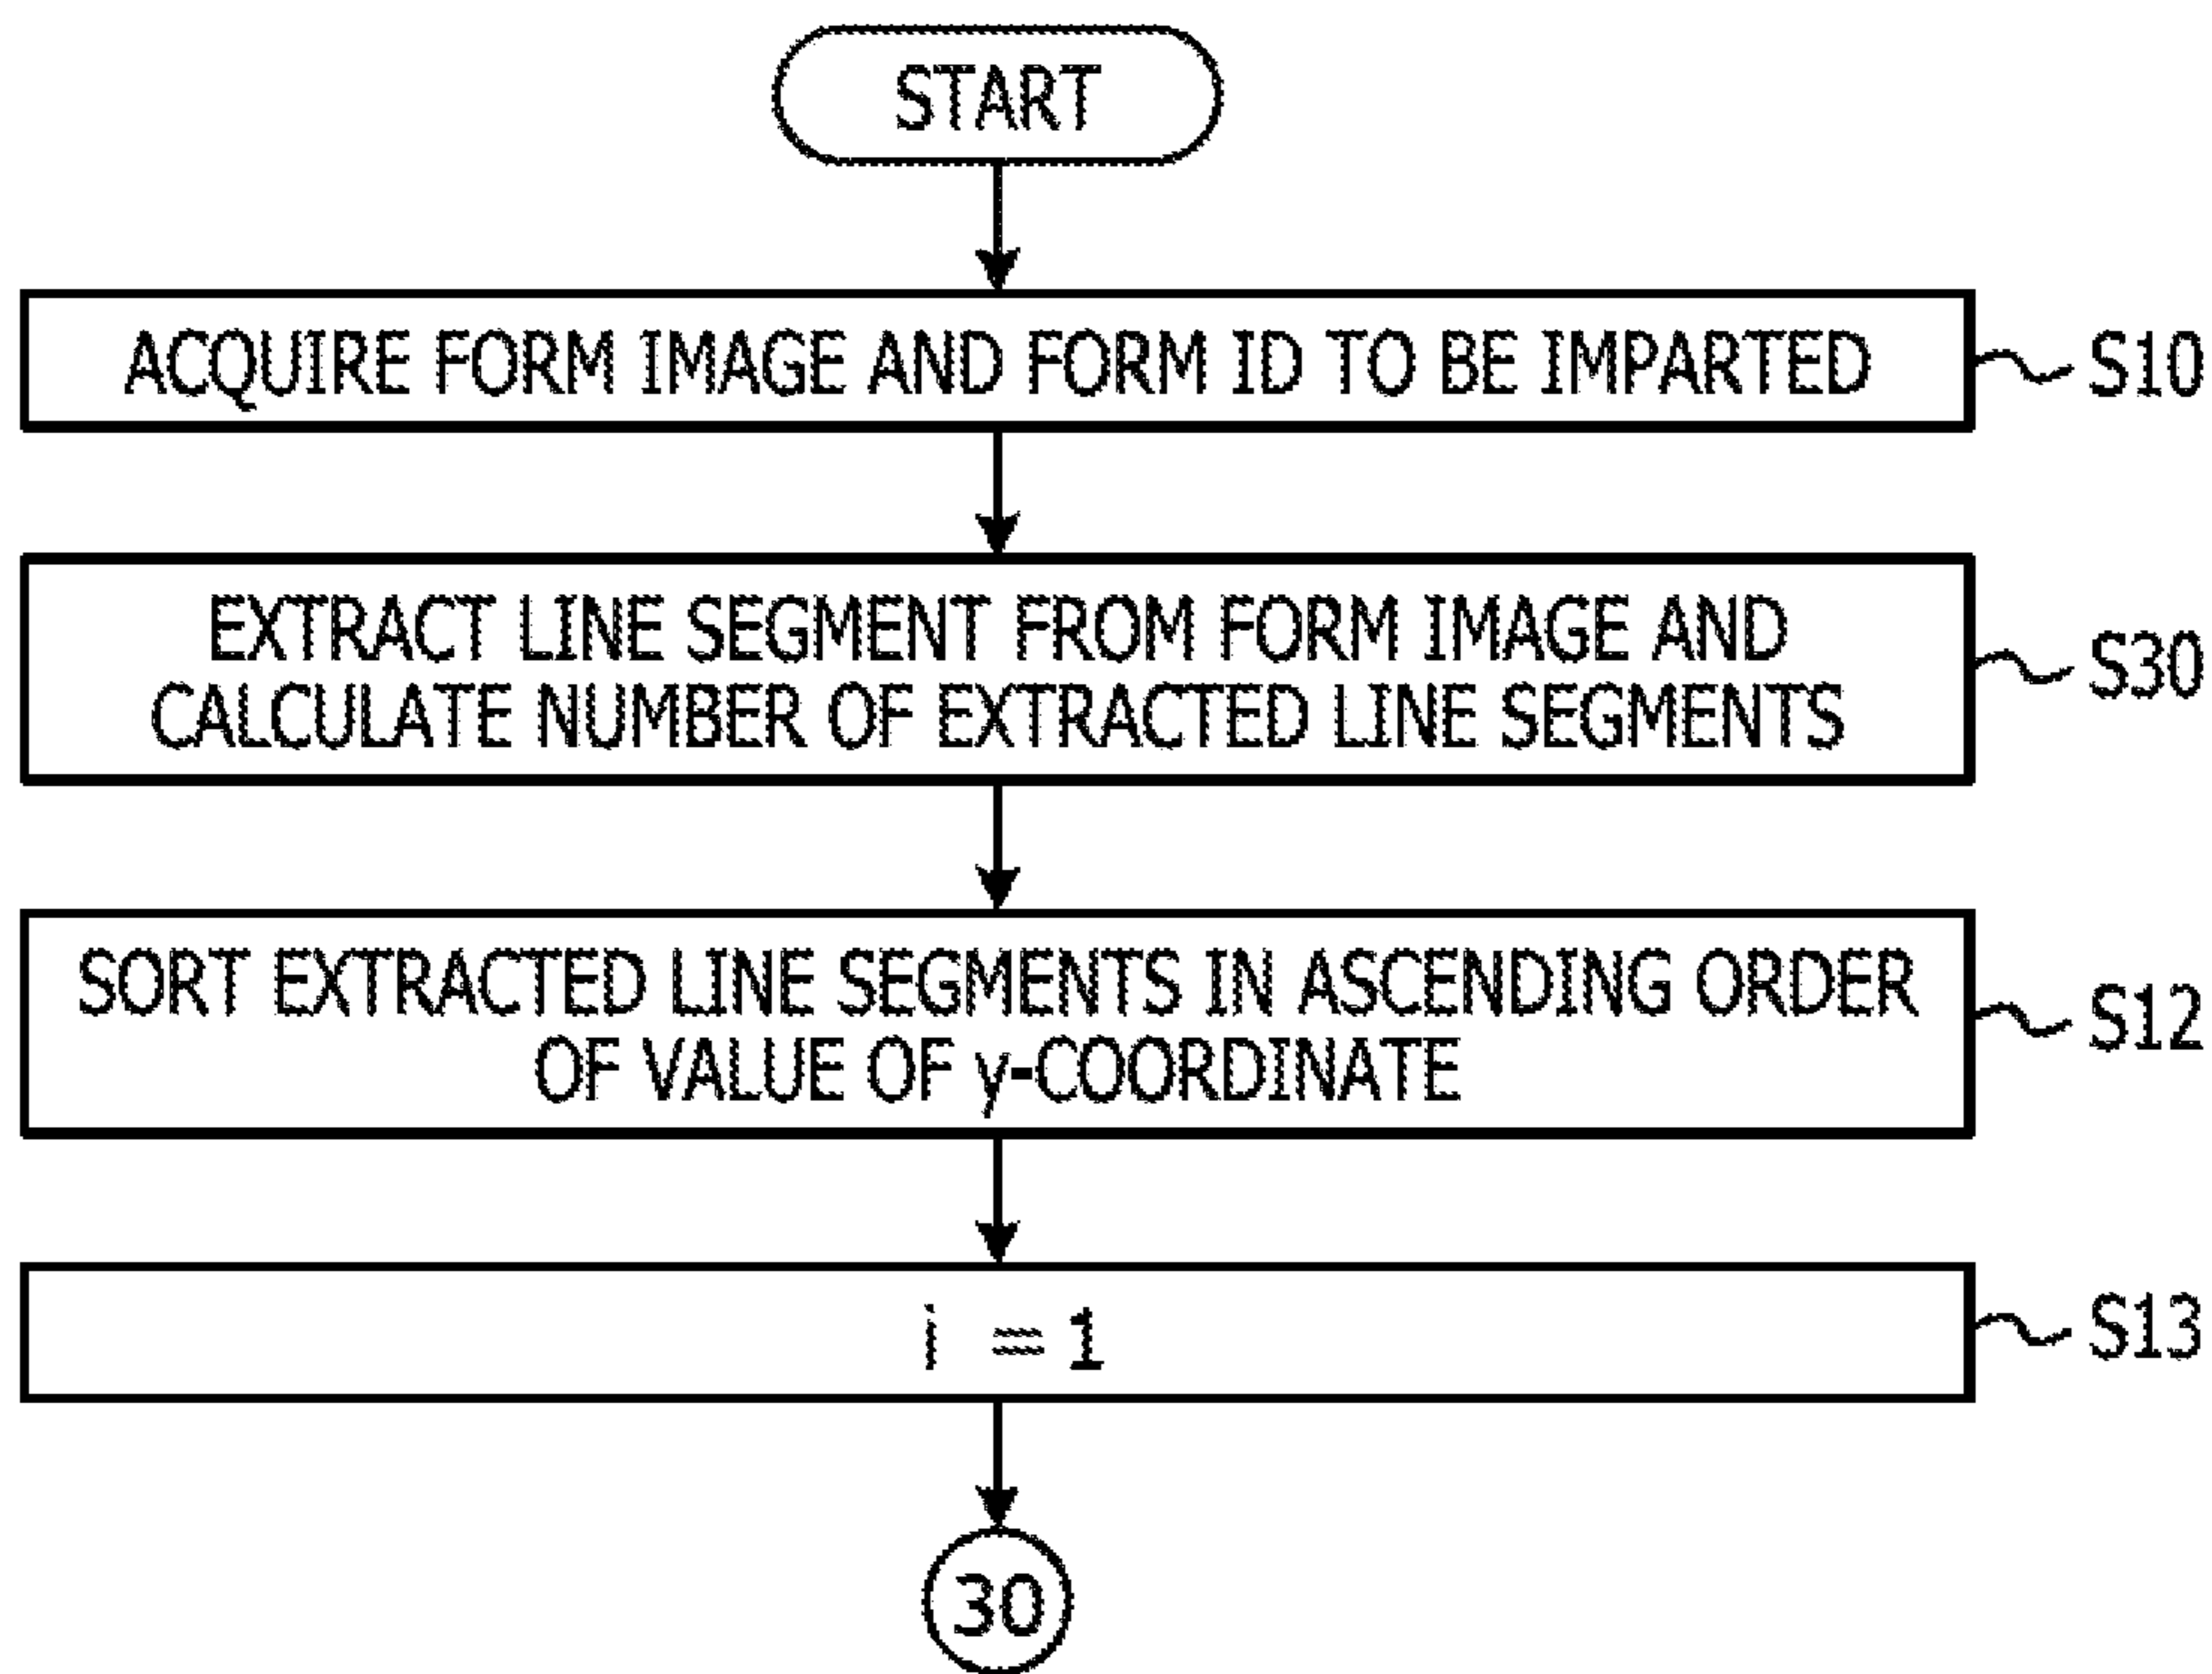 START
ACQUIRE FORM IMAGE AND FORM ID TO BE IMPARTED
S10
EXTRACT LINE SEGMENT FROM FORM IMAGE AND
CALCULATE NUMBER OF EXTRACTED LINE SEGMENTS
S30
SORT EXTRACTED LINE SEGMENTS IN ASCENDING ORDER
OF VALUE OF y-COORDINATE
S12
i = 1
S13
30